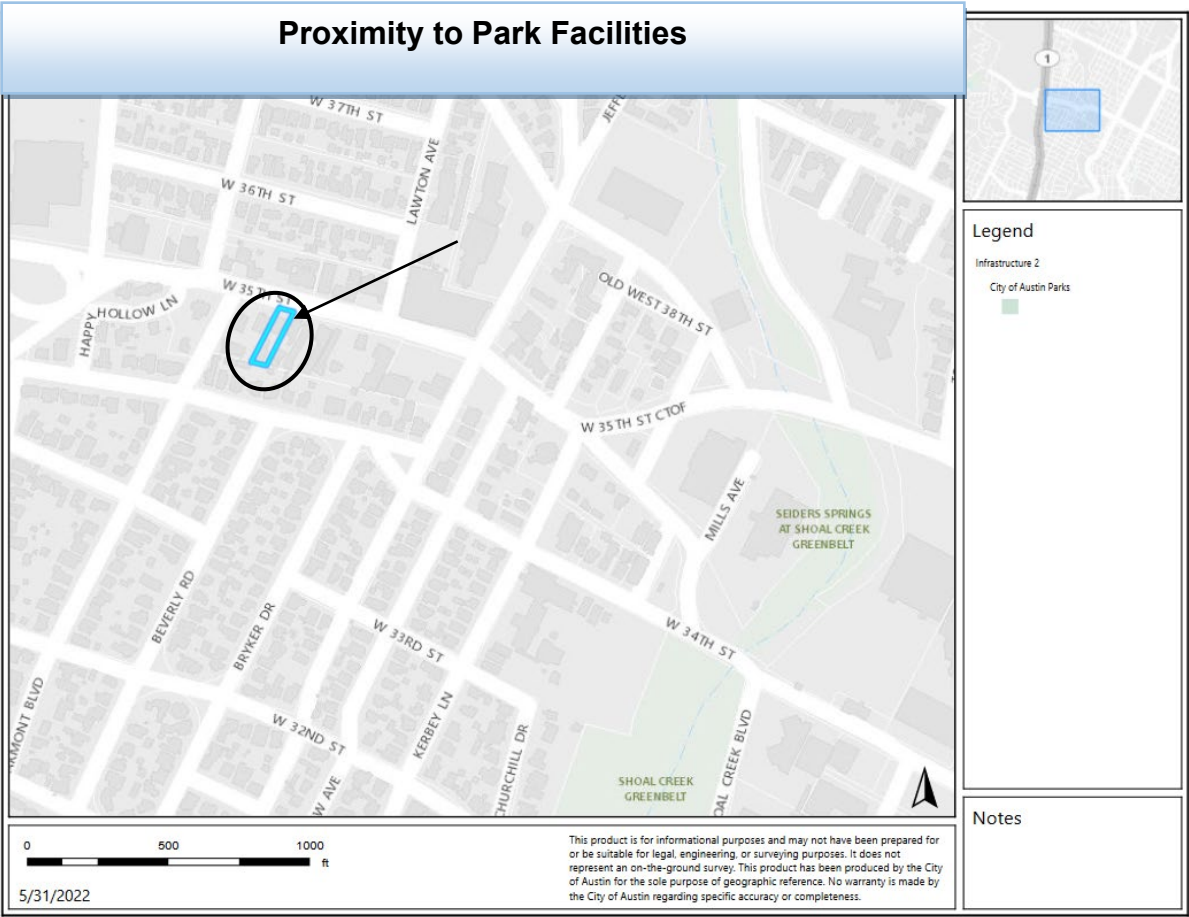 Proximity to Park Facilities
1
W 37TH ST
JEFF
LAWTON AVE
W 36TH ST
W 35TH ST
HAPPY HOLLOW LN
OLD WEST 38TH ST
W 35TH ST CTOF
MILLS AVE
SEIDERS SPRINGS
AT SHOAL CREEK
GREENBELT
BEVERLY RD
BRYKER DR
W 33RD ST
W 34TH ST
RKMONT BLVD
W 32ND ST
KERBEY LN
W AVE
CHURCHILL DR
SHOAL CREEK
GREENBELT
OAL CREEK BLVD
Legend
Infrastructure 2
City of Austin Parks
Notes
0 500 1000
ft
5/31/2022
This product is for informational purposes and may not have been prepared for
or be suitable for legal, engineering, or surveying purposes. It does not
represent an on-the-ground survey. This product has been produced by the City
of Austin for the sole purpose of geographic reference. No warranty is made by
the City of Austin regarding specific accuracy or completeness.